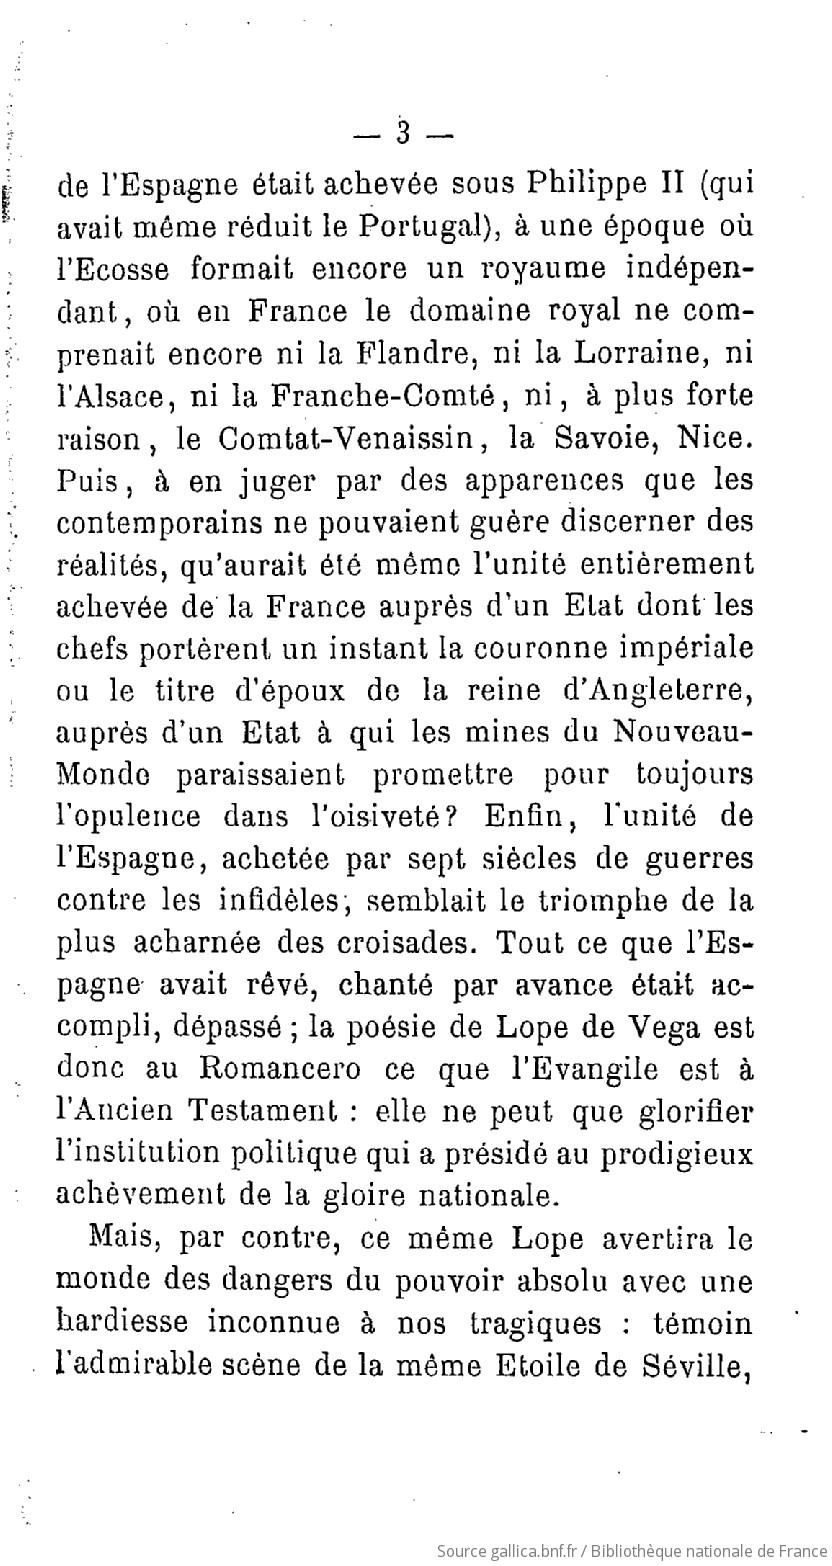 — 3 —
de l'Espagne était achevée sous Philippe II (qui
avait même réduit le Portugal), à une époque où
l'Ecosse formait encore un royaume indépen-
dant, où en France le domaine royal ne com-
prenait encore ni la Flandre, ni la Lorraine, ni
l'Alsace, ni la Franche-Comté, ni, à plus forte
raison, le Comtat-Venaissin, la Savoie, Nice.
Puis, à en juger par des apparences que les
contemporains ne pouvaient guère discerner des
réalités, qu'aurait été même l'unité entièrement
achevée de la France auprès d'un Etat dont les
chefs portèrent un instant la couronne impériale
ou le titre d'époux de la reine d'Angleterre,
auprès d'un Etat à qui les mines du Nouveau-
Monde paraissaient promettre pour toujours
l'opulence dans l'oisiveté? Enfin, l'unité de
l'Espagne, achetée par sept siècles de guerres
contre les infidèles, semblait le triomphe de la
plus acharnée des croisades. Tout ce que l'Es-
pagne avait rêvé, chanté par avance était ac-
compli, dépassé ; la poésie de Lope de Vega est
donc au Romancero ce que l'Evangile est à
l'Ancien Testament : elle ne peut que glorifier
l'institution politique qui a présidé au prodigieux
achèvement de la gloire nationale.
Mais, par contre, ce même Lope avertira le
monde des dangers du pouvoir absolu avec une
hardiesse inconnue à nos tragiques : témoin
l'admirable scène de la même Etoile de Séville,
Source gallica.bnf.fr / Bibliothèque nationale de France